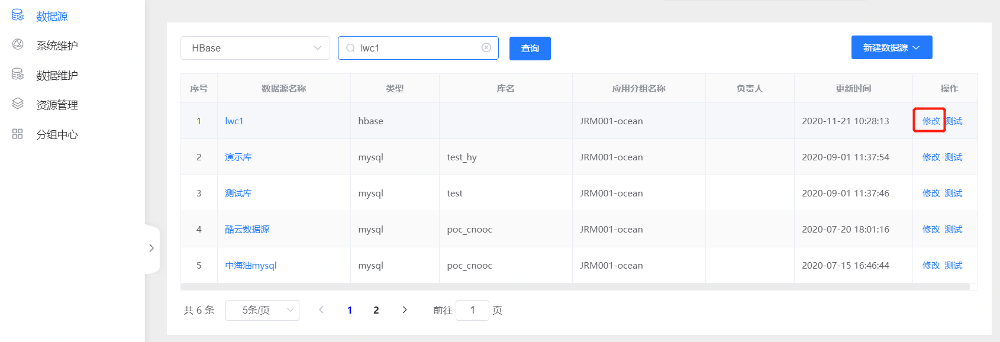 数据源
系统维护
数据维护
资源管理
分组中心
HBase lwc1 查询 新建数据源
序号 数据源名称 类型 库名 应用分组名称 负责人 更新时间 操作
1 lwc1 hbase JRM001-ocean 2020-11-21 10:28:13 修改 测试
2 演示库 mysql test_hy JRM001-ocean 2020-09-01 11:37:54 修改 测试
3 测试库 mysql test JRM001-ocean 2020-09-01 11:37:46 修改 测试
4 酷云数据源 mysql poc_cnooc JRM001-ocean 2020-07-20 18:01:16 修改 测试
5 中海油mysql mysql poc_cnooc JRM001-ocean 2020-07-15 16:46:44 修改 测试
共 6 条 5条/页 1 2 前往 1 页